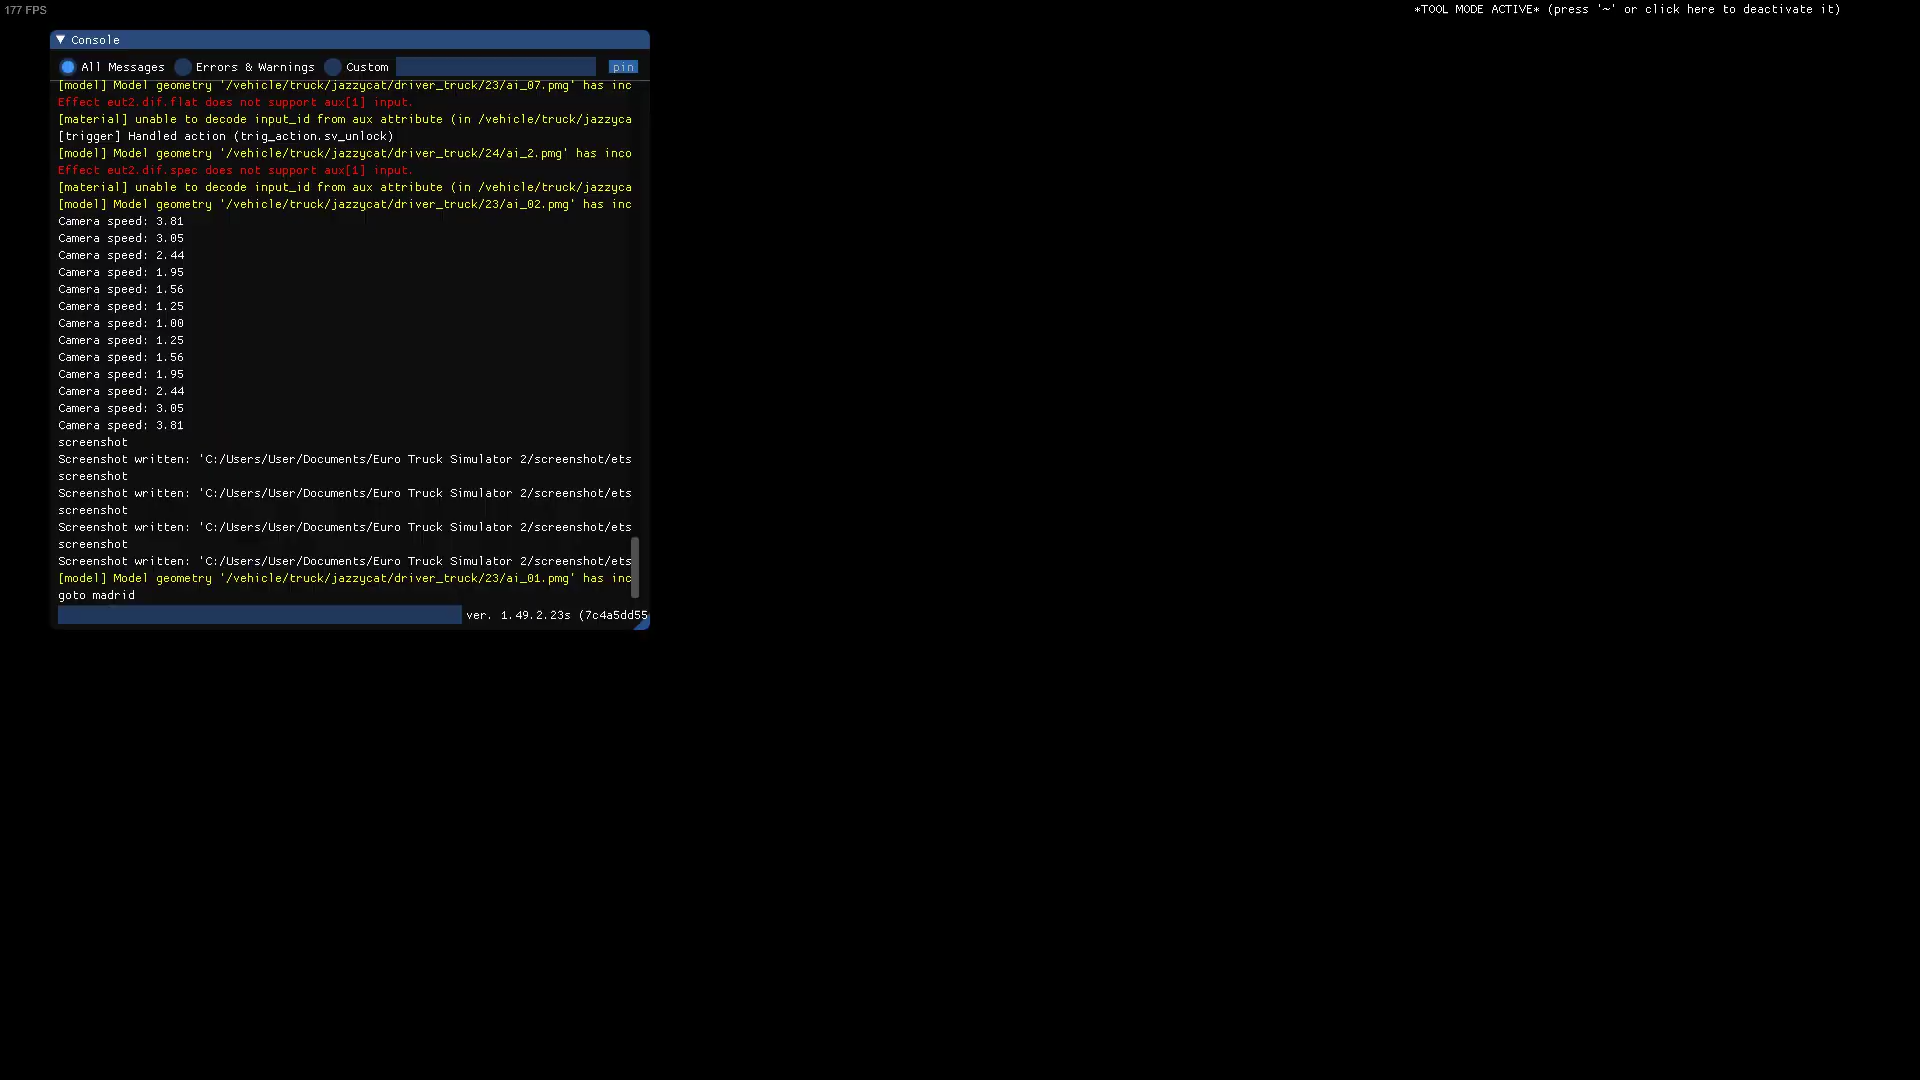 177 FPS
*TOOL MODE ACTIVE* (press '~' or click here to deactivate it)
Console
All Messages Errors & Warnings Custom pin
[model] Model geometry '/vehicle/truck/jazzycat/driver_truck/23/ai_07.pmg' has inc
Effect eut2.dif.flat does not support aux[1] input.
[material] unable to decode input_id from aux attribute (in /vehicle/truck/jazzyca
[trigger] Handled action (trig_action.sv_unlock)
[model] Model geometry '/vehicle/truck/jazzycat/driver_truck/24/ai_2.pmg' has inco
Effect eut2.dif.spec does not support aux[1] input.
[material] unable to decode input_id from aux attribute (in /vehicle/truck/jazzyca
[model] Model geometry '/vehicle/truck/jazzycat/driver_truck/23/ai_02.pmg' has inc
Camera speed: 3.81
Camera speed: 3.05
Camera speed: 2.44
Camera speed: 1.95
Camera speed: 1.56
Camera speed: 1.25
Camera speed: 1.00
Camera speed: 1.25
Camera speed: 1.56
Camera speed: 1.95
Camera speed: 2.44
Camera speed: 3.05
Camera speed: 3.81
screenshot
Screenshot written: 'C:/Users/User/Documents/Euro Truck Simulator 2/screenshot/ets
screenshot
Screenshot written: 'C:/Users/User/Documents/Euro Truck Simulator 2/screenshot/ets
screenshot
Screenshot written: 'C:/Users/User/Documents/Euro Truck Simulator 2/screenshot/ets
screenshot
Screenshot written: 'C:/Users/User/Documents/Euro Truck Simulator 2/screenshot/ets
[model] Model geometry '/vehicle/truck/jazzycat/driver_truck/23/ai_01.pmg' has inc
goto madrid
ver. 1.49.2.23s (7c4a5dd55